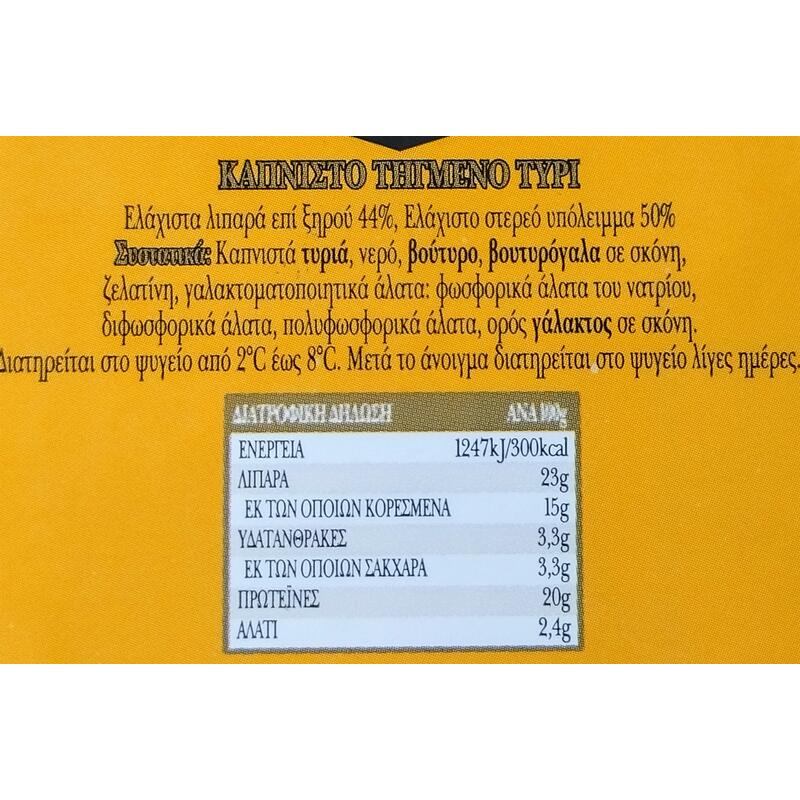 ΚΑΠΝΙΣΤΟ ΤΗΓΜΕΝΟ ΤΥΡΙ
Ελάχιστα λιπαρά επί ξηρού 44%, Ελάχιστο στερεό υπόλειμμα 50%
Συστατικά: Καπνιστά τυριά, νερό, βούτυρο, βουτυρόγαλα σε σκόνη,
ζελατίνη, γαλακτοματοποιητικά άλατα: φωσφορικά άλατα του νατρίου,
διφωσφορικά άλατα, πολυφωσφορικά άλατα, ορός γάλακτος σε σκόνη.
Διατηρείται στο ψυγείο από 2°C έως 8°C. Μετά το άνοιγμα διατηρείται στο ψυγείο λίγες ημέρες.
ΔΙΑΤΡΟΦΙΚΗ ΔΗΛΩΣΗ ΑΝΑ 100g
ΕΝΕΡΓΕΙΑ 1247kJ/300kcal
ΛΙΠΑΡΑ 23g
ΕΚ ΤΩΝ ΟΠΟΙΩΝ ΚΟΡΕΣΜΕΝΑ 15g
ΥΔΑΤΑΝΘΡΑΚΕΣ 3,3g
ΕΚ ΤΩΝ ΟΠΟΙΩΝ ΣΑΚΧΑΡΑ 3,3g
ΠΡΩΤΕΪΝΕΣ 20g
ΑΛΑΤΙ 2,4g